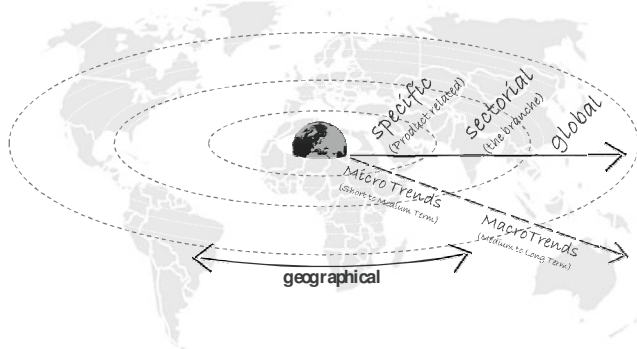 specific
(Product related)
sectorial
(the branche)
global
Micro Trends
(Short to Medium Term)
MacroTrends
(Medium to Long Term)
geographical